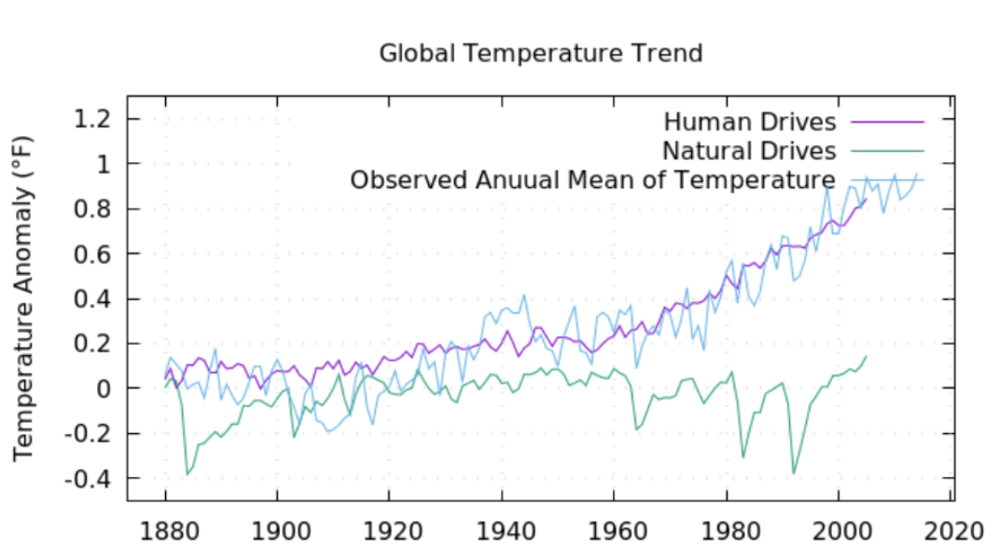 Global Temperature Trend
Temperature Anomaly (°F)
1.2
1
0.8
0.6
0.4
0.2
0
-0.2
-0.4
Human Drives
Natural Drives
Observed Anuual Mean of Temperature
1880 1900 1920 1940 1960 1980 2000 2020